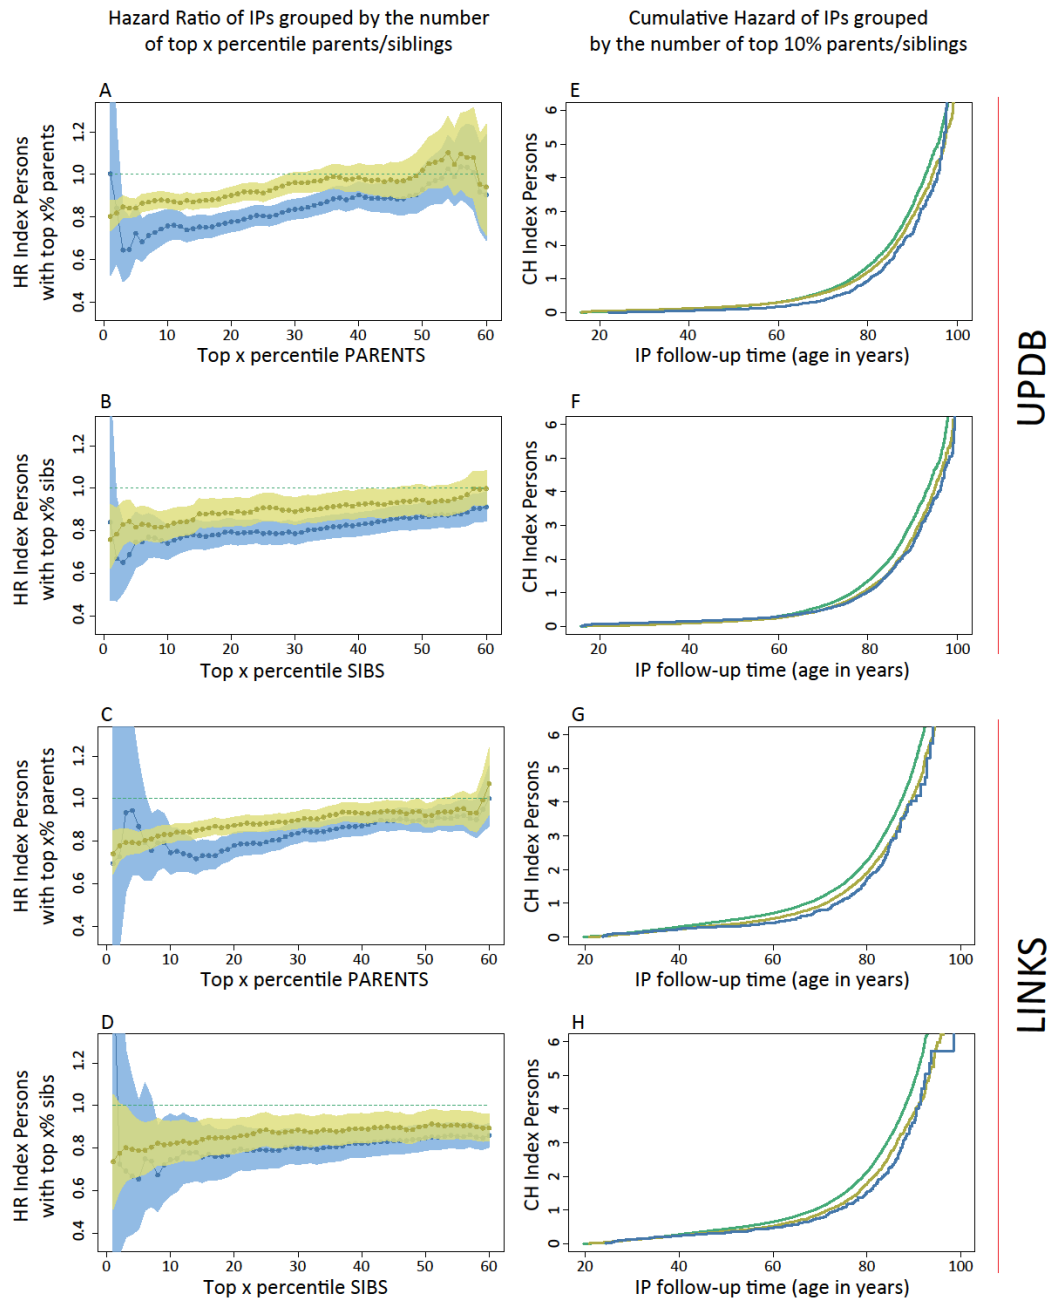 Hazard Ratio of IPs grouped by the number
of top x percentile parents/siblings
Cumulative Hazard of IPs grouped
by the number of top 10% parents/siblings
A
HR Index Persons
with top x% parents
0.4 0.6 0.8 1.0 1.2
0 10 20 30 40 50 60
Top x percentile PARENTS
E
CH Index Persons
0 1 2 3 4 5 6
20 40 60 80 100
IP follow-up time (age in years)
B
HR Index Persons
with top x% sibs
0.4 0.6 0.8 1.0 1.2
0 10 20 30 40 50 60
Top x percentile SIBS
F
CH Index Persons
0 1 2 3 4 5 6
20 40 60 80 100
IP follow-up time (age in years)
UPDB
C
HR Index Persons
with top x% parents
0.4 0.6 0.8 1.0 1.2
0 10 20 30 40 50 60
Top x percentile PARENTS
G
CH Index Persons
0 1 2 3 4 5 6
20 40 60 80 100
IP follow-up time (age in years)
D
HR Index Persons
with top x% sibs
0.4 0.6 0.8 1.0 1.2
0 10 20 30 40 50 60
Top x percentile SIBS
H
CH Index Persons
0 1 2 3 4 5 6
20 40 60 80 100
IP follow-up time (age in years)
LINKS